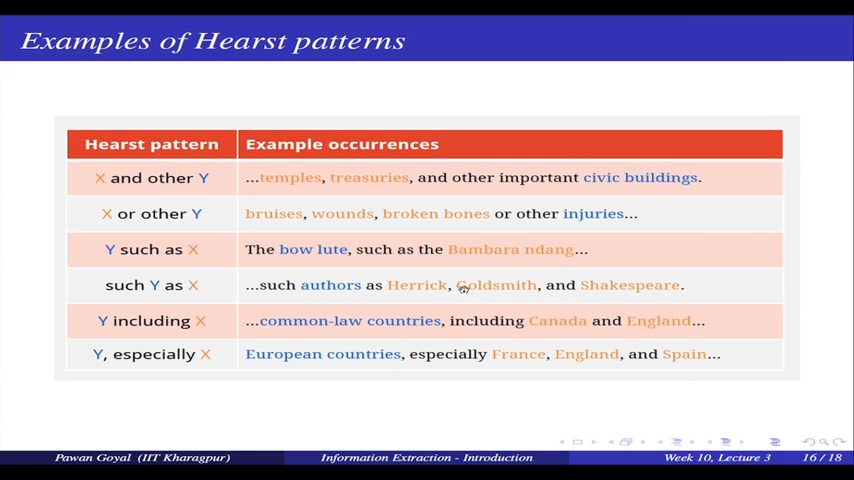 Examples of Hearst patterns
Hearst pattern Example occurrences
X and other Y ...temples, treasuries, and other important civic buildings.
X or other Y bruises, wounds, broken bones or other injuries...
Y such as X The bow lute, such as the Bambara ndang...
such Y as X ...such authors as Herrick, Goldsmith, and Shakespeare.
Y including X ...common-law countries, including Canada and England...
Y, especially X European countries, especially France, England, and Spain...
Pawan Goyal (IIT Kharagpur) Information Extraction - Introduction Week 10, Lecture 3 16 / 18